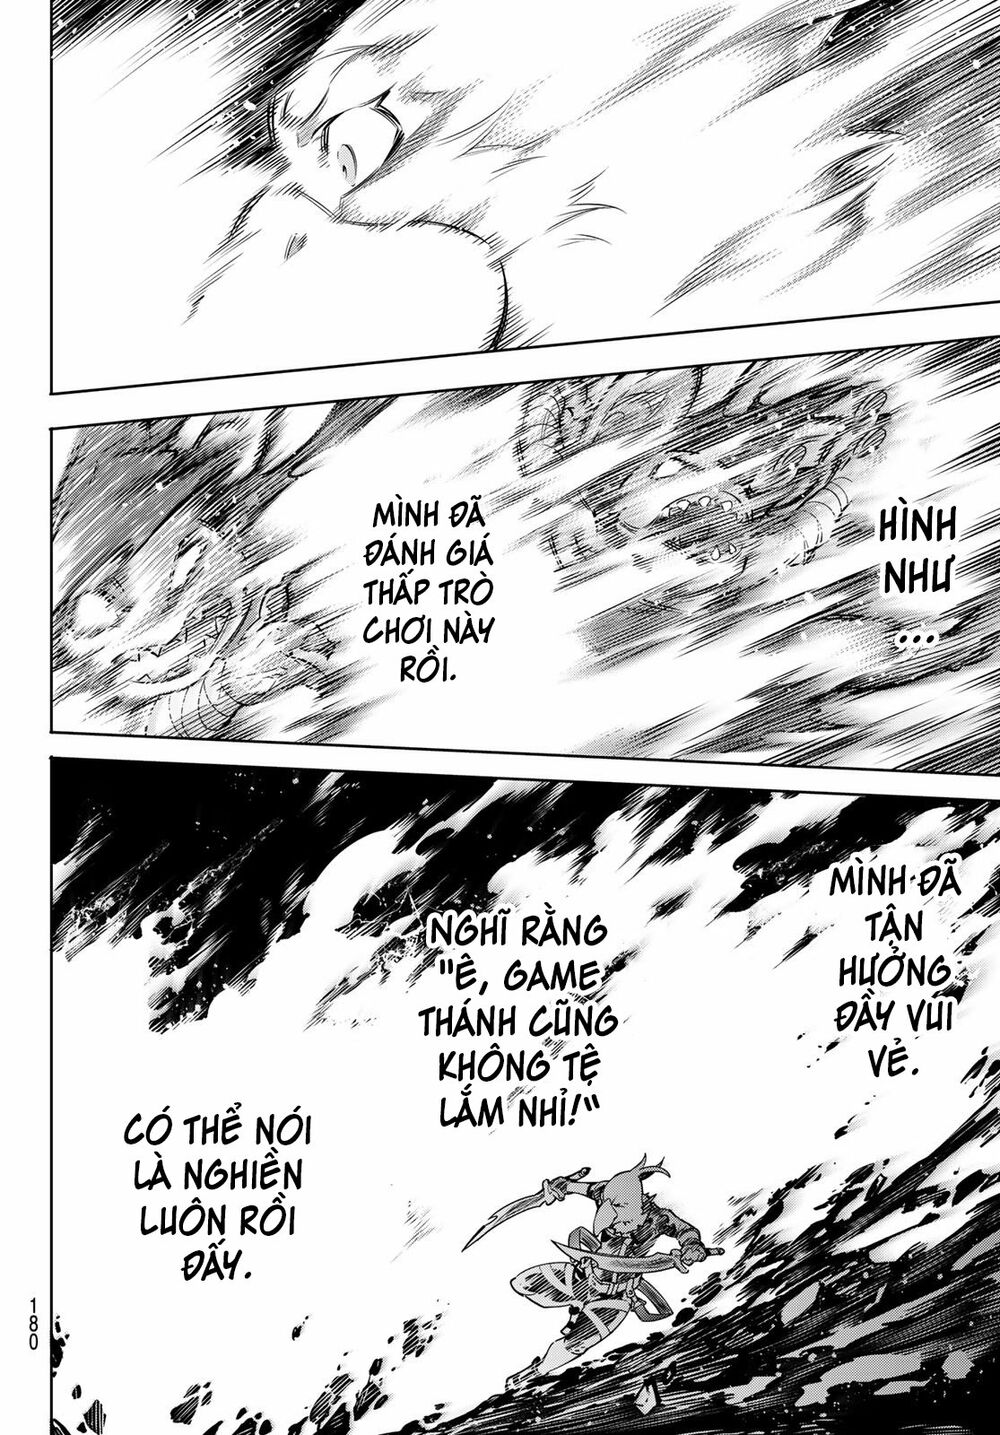 HÌNH
NHƯ
...
MÌNH ĐÃ
ĐÁNH GIÁ
THẤP TRÒ
CHƠI NÀY
RỒI.
MÌNH ĐÃ
TẬN
HƯỞNG
ĐẦY VUI
VẺ.
NGHĨ RẰNG
"Ê, GAME
THÁNH CŨNG
KHÔNG TỆ
LẮM NHỈ!"
CÓ THỂ NÓI
LÀ NGHIỀN
LUÔN RỒI
ĐẤY.
180